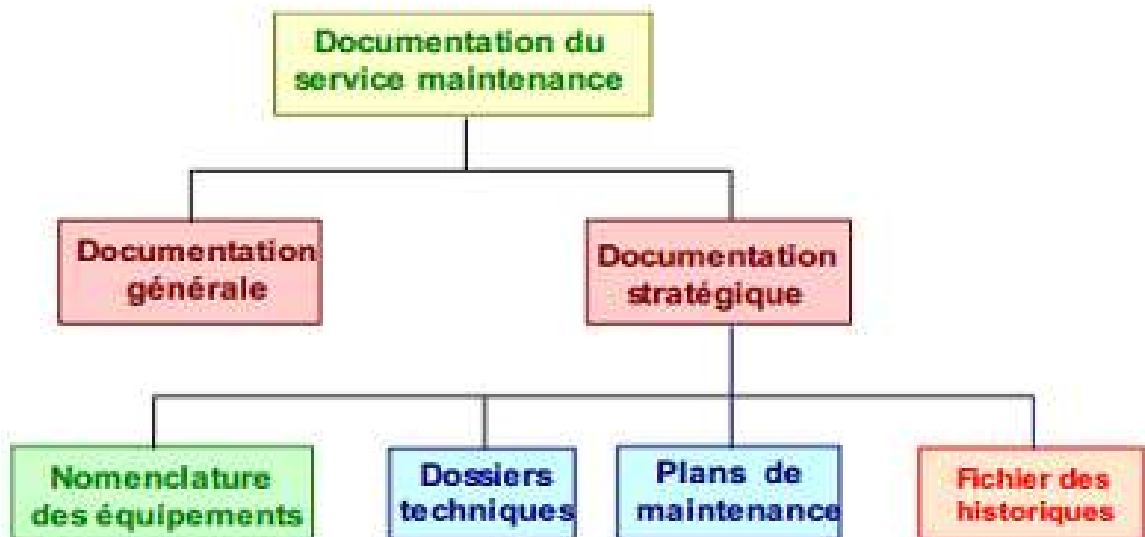 Documentation du
service maintenance
Documentation
générale
Documentation
stratégique
Nomenclature
des équipements
Dossiers
techniques
Plans de
maintenance
Fichier des
historiques